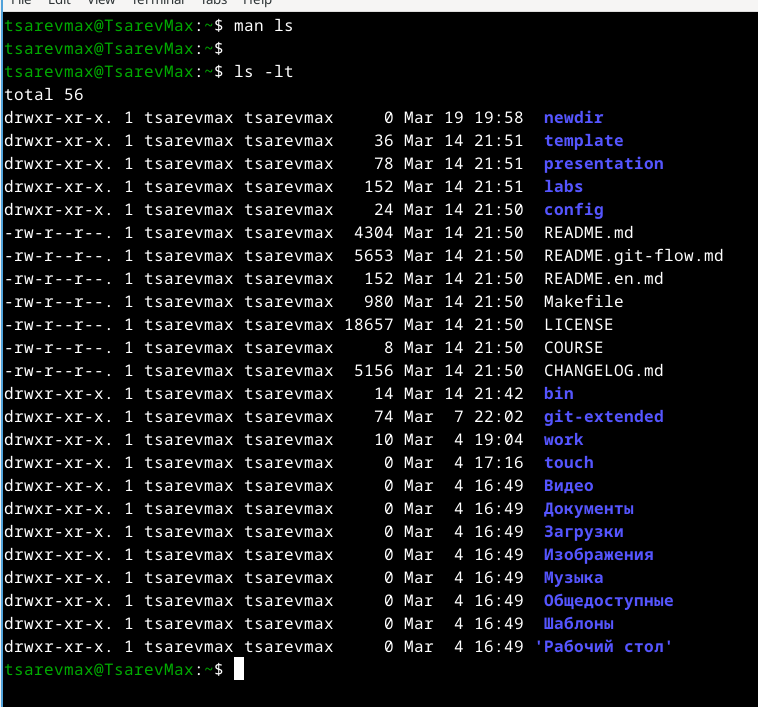 File Edit View Terminal Tabs Help
tsarevmax@TsarevMax:~$ man ls
tsarevmax@TsarevMax:~$
tsarevmax@TsarevMax:~$ ls -lt
total 56
drwxr-xr-x. 1 tsarevmax tsarevmax     0 Mar 19 19:58  newdir
drwxr-xr-x. 1 tsarevmax tsarevmax    36 Mar 14 21:51  template
drwxr-xr-x. 1 tsarevmax tsarevmax    78 Mar 14 21:51  presentation
drwxr-xr-x. 1 tsarevmax tsarevmax   152 Mar 14 21:51  labs
drwxr-xr-x. 1 tsarevmax tsarevmax    24 Mar 14 21:50  config
-rw-r--r--. 1 tsarevmax tsarevmax  4304 Mar 14 21:50  README.md
-rw-r--r--. 1 tsarevmax tsarevmax  5653 Mar 14 21:50  README.git-flow.md
-rw-r--r--. 1 tsarevmax tsarevmax   152 Mar 14 21:50  README.en.md
-rw-r--r--. 1 tsarevmax tsarevmax   980 Mar 14 21:50  Makefile
-rw-r--r--. 1 tsarevmax tsarevmax 18657 Mar 14 21:50  LICENSE
-rw-r--r--. 1 tsarevmax tsarevmax     8 Mar 14 21:50  COURSE
-rw-r--r--. 1 tsarevmax tsarevmax  5156 Mar 14 21:50  CHANGELOG.md
drwxr-xr-x. 1 tsarevmax tsarevmax    14 Mar 14 21:42  bin
drwxr-xr-x. 1 tsarevmax tsarevmax    74 Mar  7 22:02  git-extended
drwxr-xr-x. 1 tsarevmax tsarevmax    10 Mar  4 19:04  work
drwxr-xr-x. 1 tsarevmax tsarevmax     0 Mar  4 17:16  touch
drwxr-xr-x. 1 tsarevmax tsarevmax     0 Mar  4 16:49  Видео
drwxr-xr-x. 1 tsarevmax tsarevmax     0 Mar  4 16:49  Документы
drwxr-xr-x. 1 tsarevmax tsarevmax     0 Mar  4 16:49  Загрузки
drwxr-xr-x. 1 tsarevmax tsarevmax     0 Mar  4 16:49  Изображения
drwxr-xr-x. 1 tsarevmax tsarevmax     0 Mar  4 16:49  Музыка
drwxr-xr-x. 1 tsarevmax tsarevmax     0 Mar  4 16:49  Общедоступные
drwxr-xr-x. 1 tsarevmax tsarevmax     0 Mar  4 16:49  Шаблоны
drwxr-xr-x. 1 tsarevmax tsarevmax     0 Mar  4 16:49 'Рабочий стол'
tsarevmax@TsarevMax:~$